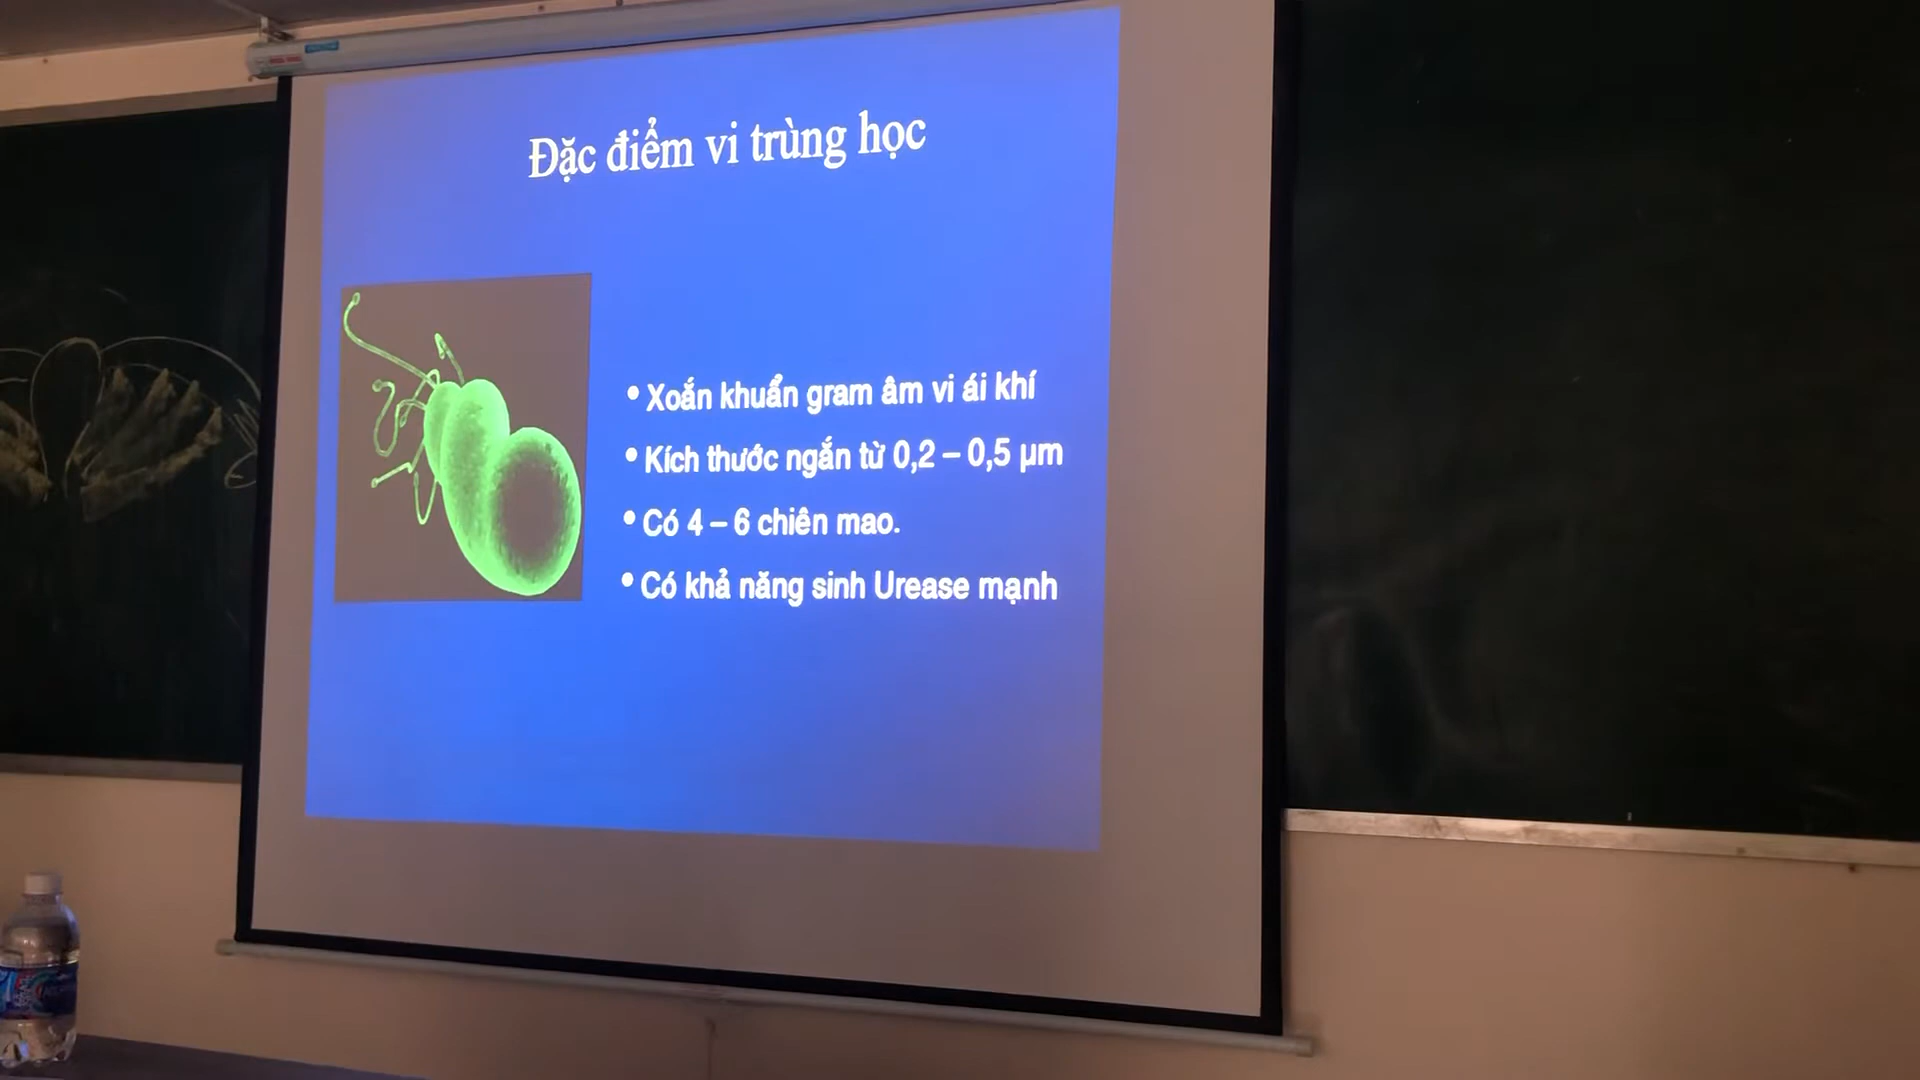 Đặc điểm vi trùng học
• Xoắn khuẩn gram âm vi ái khí
• Kích thước ngắn từ 0,2 – 0,5 µm
• Có 4 – 6 chiên mao.
• Có khả năng sinh Urease mạnh